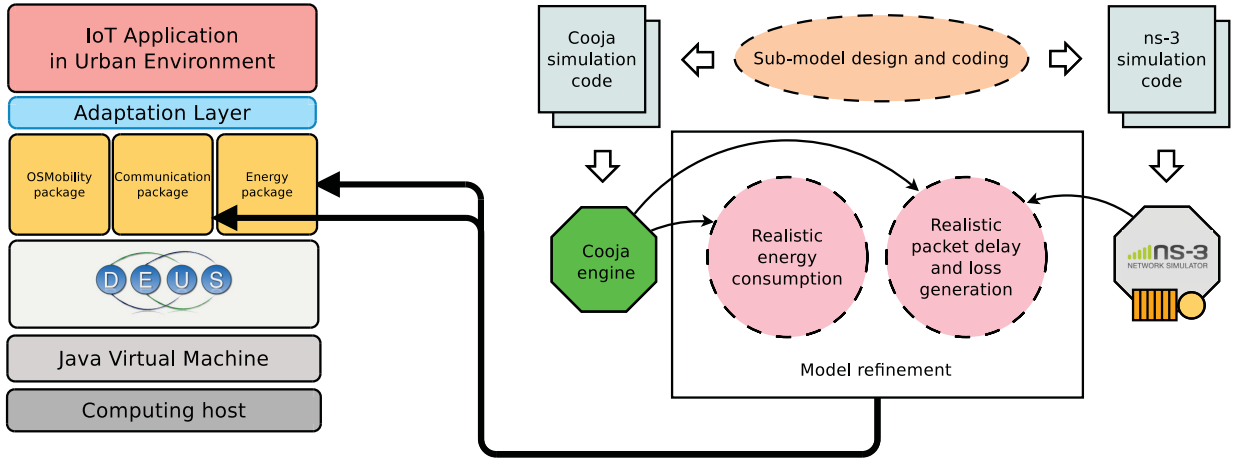 IoT Application
in Urban Environment
Adaptation Layer
OSMobility
package
Communication
package
Energy
package
D E U S
Java Virtual Machine
Computing host
Cooja
simulation
code
Sub-model design and coding
ns-3
simulation
code
Cooja
engine
Realistic
energy
consumption
Realistic
packet delay
and loss
generation
ns-3
NETWORK SIMULATOR
Model refinement